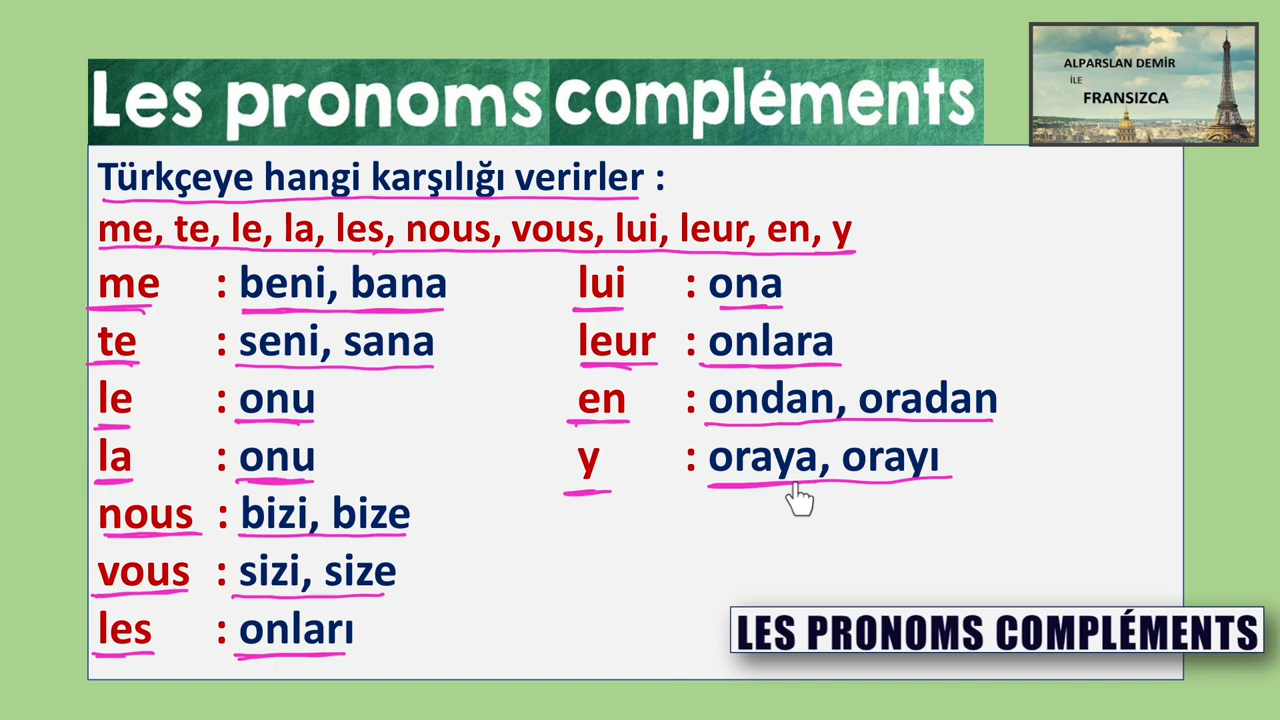 Les pronoms compléments
ALPARSLAN DEMİR
İLE
FRANSIZCA
Türkçeye hangi karşılığı verirler :
me, te, le, la, les, nous, vous, lui, leur, en, y
me : beni, bana
te : seni, sana
le : onu
la : onu
nous : bizi, bize
vous : sizi, size
les : onları
lui : ona
leur : onlara
en : ondan, oradan
y : oraya, orayı
LES PRONOMS COMPLÉMENTS